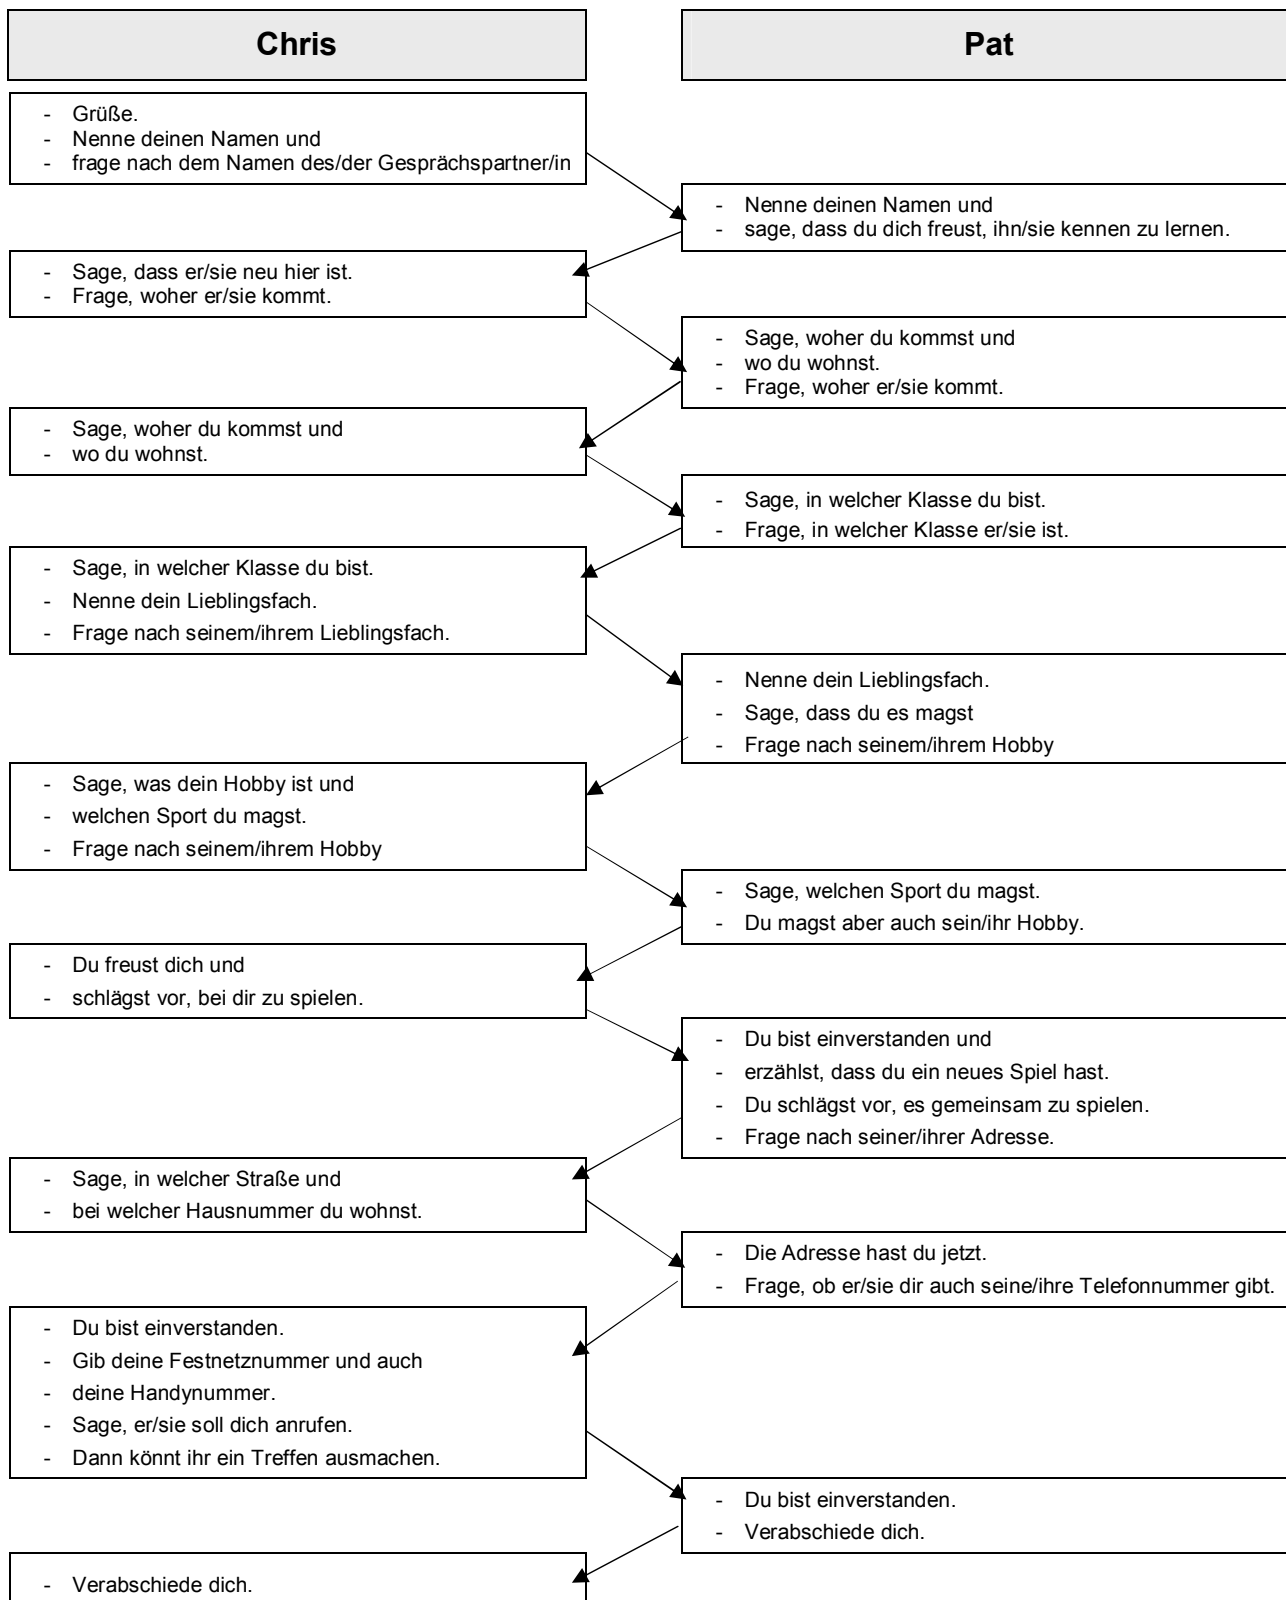 Chris
Pat
- Grüße.
- Nenne deinen Namen und
- frage nach dem Namen des/der Gesprächspartner/in
- Nenne deinen Namen und
- sage, dass du dich freust, ihn/sie kennen zu lernen.
- Sage, dass er/sie neu hier ist.
- Frage, woher er/sie kommt.
- Sage, woher du kommst und
- wo du wohnst.
- Frage, woher er/sie kommt.
- Sage, woher du kommst und
- wo du wohnst.
- Sage, in welcher Klasse du bist.
- Frage, in welcher Klasse er/sie ist.
- Sage, in welcher Klasse du bist.
- Nenne dein Lieblingsfach.
- Frage nach seinem/ihrem Lieblingsfach.
- Nenne dein Lieblingsfach.
- Sage, dass du es magst
- Frage nach seinem/ihrem Hobby
- Sage, was dein Hobby ist und
- welchen Sport du magst.
- Frage nach seinem/ihrem Hobby
- Sage, welchen Sport du magst.
- Du magst aber auch sein/ihr Hobby.
- Du freust dich und
- schlägst vor, bei dir zu spielen.
- Du bist einverstanden und
- erzählst, dass du ein neues Spiel hast.
- Du schlägst vor, es gemeinsam zu spielen.
- Frage nach seiner/ihrer Adresse.
- Sage, in welcher Straße und
- bei welcher Hausnummer du wohnst.
- Die Adresse hast du jetzt.
- Frage, ob er/sie dir auch seine/ihre Telefonnummer gibt.
- Du bist einverstanden.
- Gib deine Festnetznummer und auch
- deine Handynummer.
- Sage, er/sie soll dich anrufen.
- Dann könnt ihr ein Treffen ausmachen.
- Du bist einverstanden.
- Verabschiede dich.
- Verabschiede dich.